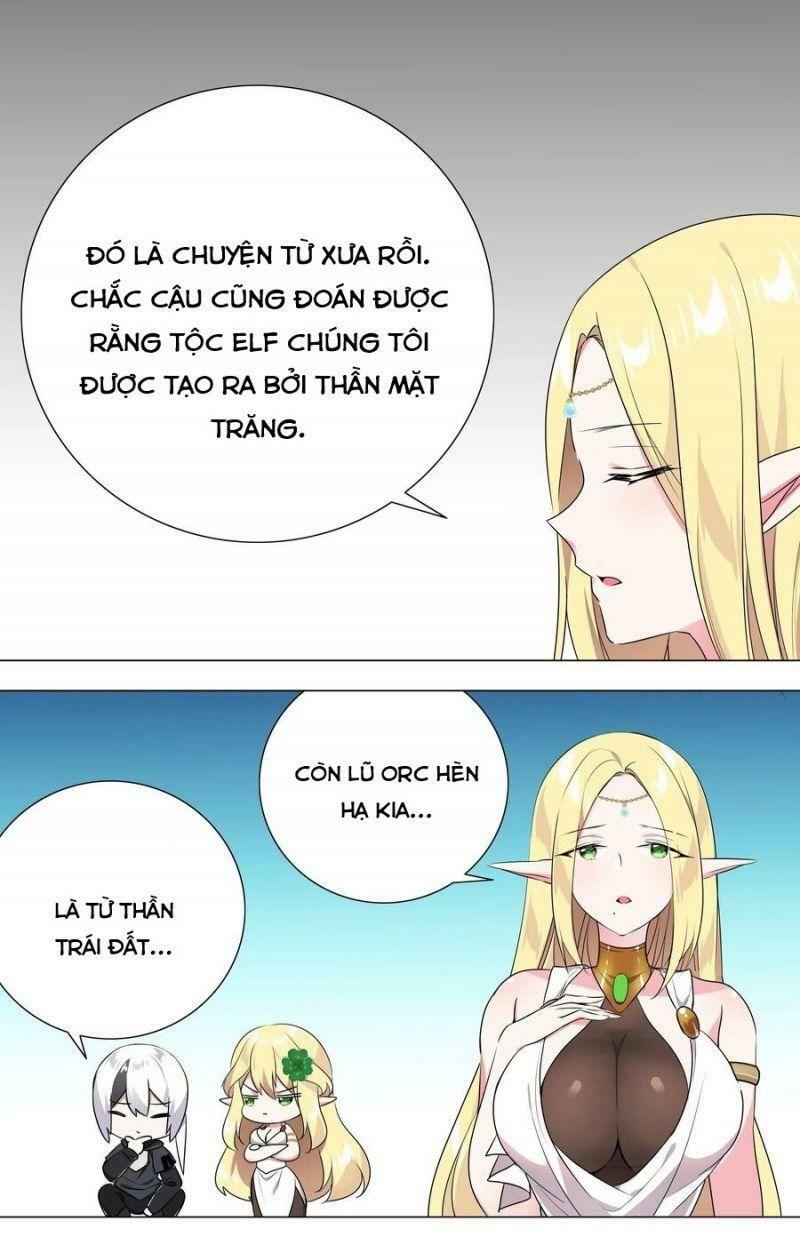 ĐÓ LÀ CHUYỆN TỪ XƯA RỒI.
CHẮC CẬU CŨNG ĐOÁN ĐƯỢC
RẰNG TỘC ELF CHÚNG TÔI
ĐƯỢC TẠO RA BỞI THẦN MẶT
TRĂNG.
CÒN LŨ ORC HÈN
HẠ KIA...
LÀ TỪ THẦN
TRÁI ĐẤT...